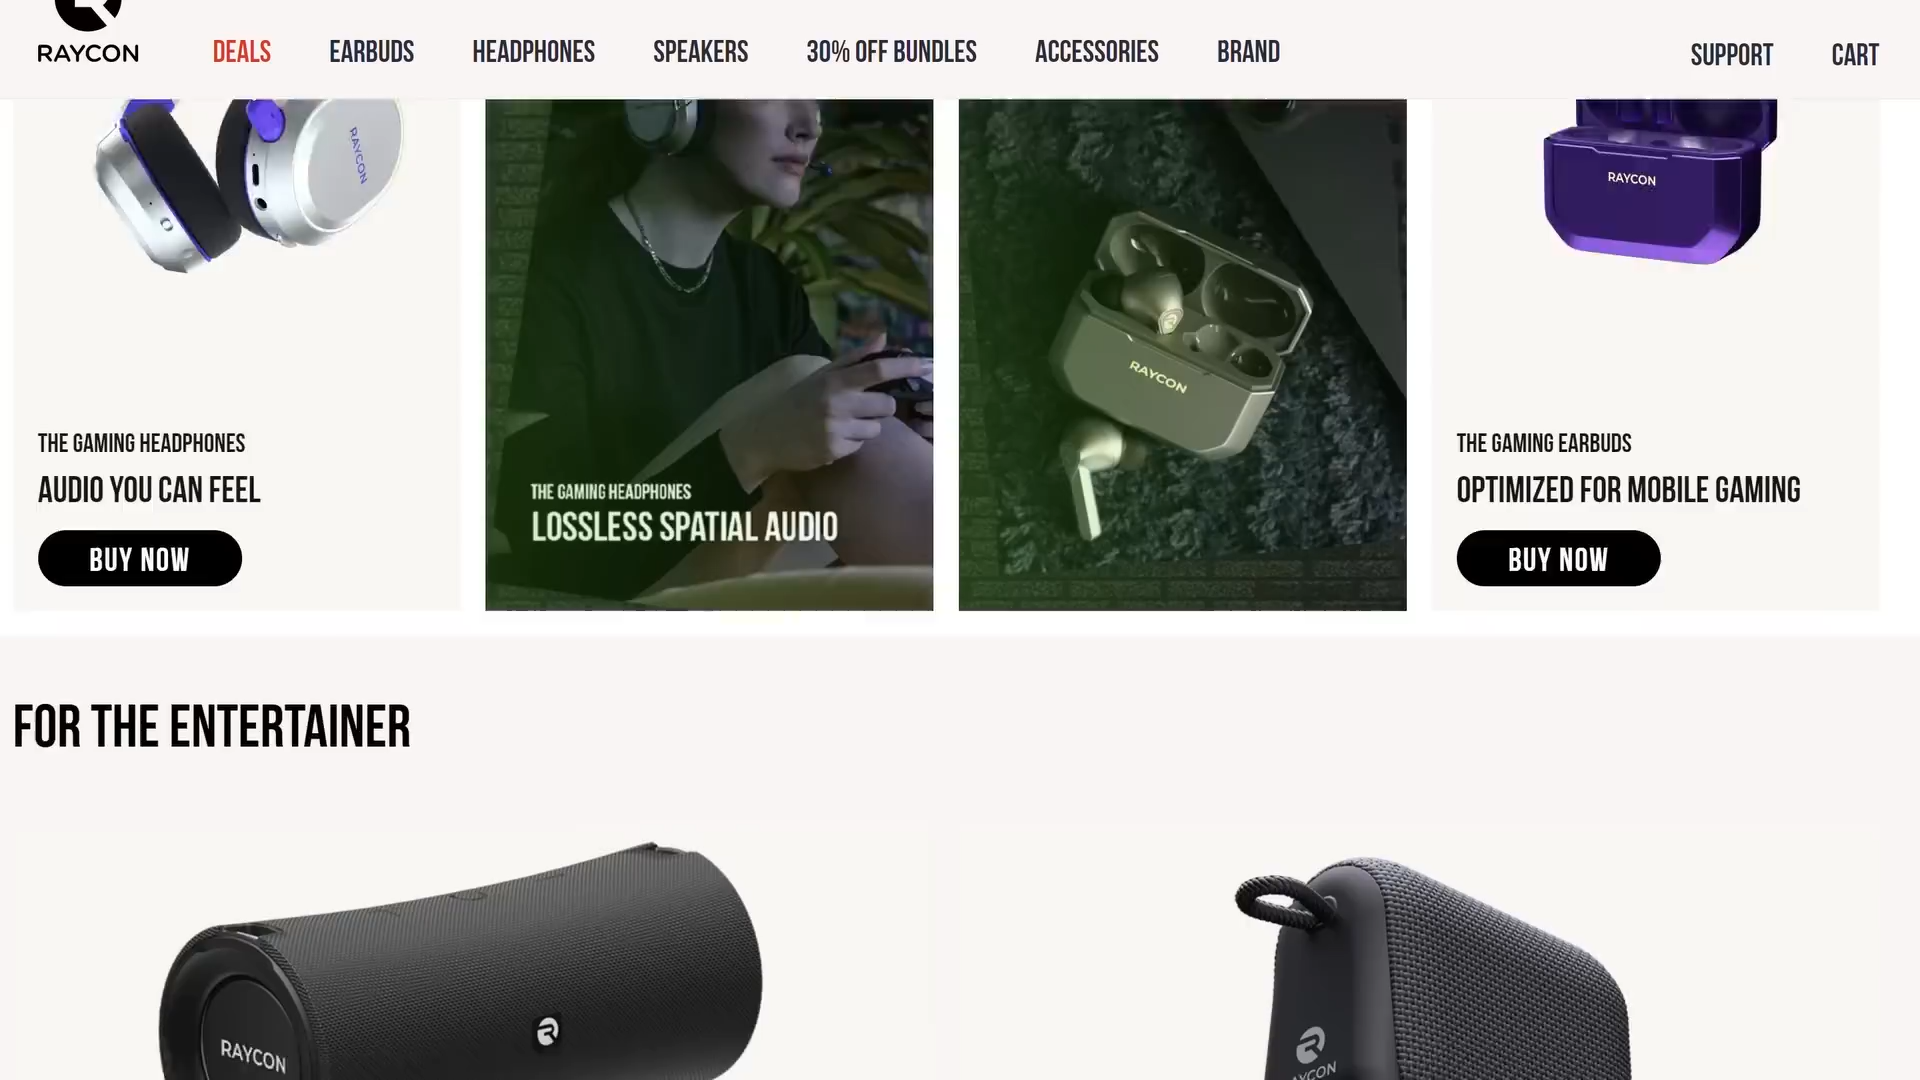 RAYCON
DEALS
EARBUDS
HEADPHONES
SPEAKERS
30% OFF BUNDLES
ACCESSORIES
BRAND
SUPPORT
CART
RAYCON
RAYCON
RAYCON
THE GAMING HEADPHONES
AUDIO YOU CAN FEEL
BUY NOW
THE GAMING HEADPHONES
LOSSLESS SPATIAL AUDIO
THE GAMING EARBUDS
OPTIMIZED FOR MOBILE GAMING
BUY NOW
FOR THE ENTERTAINER
RAYCON